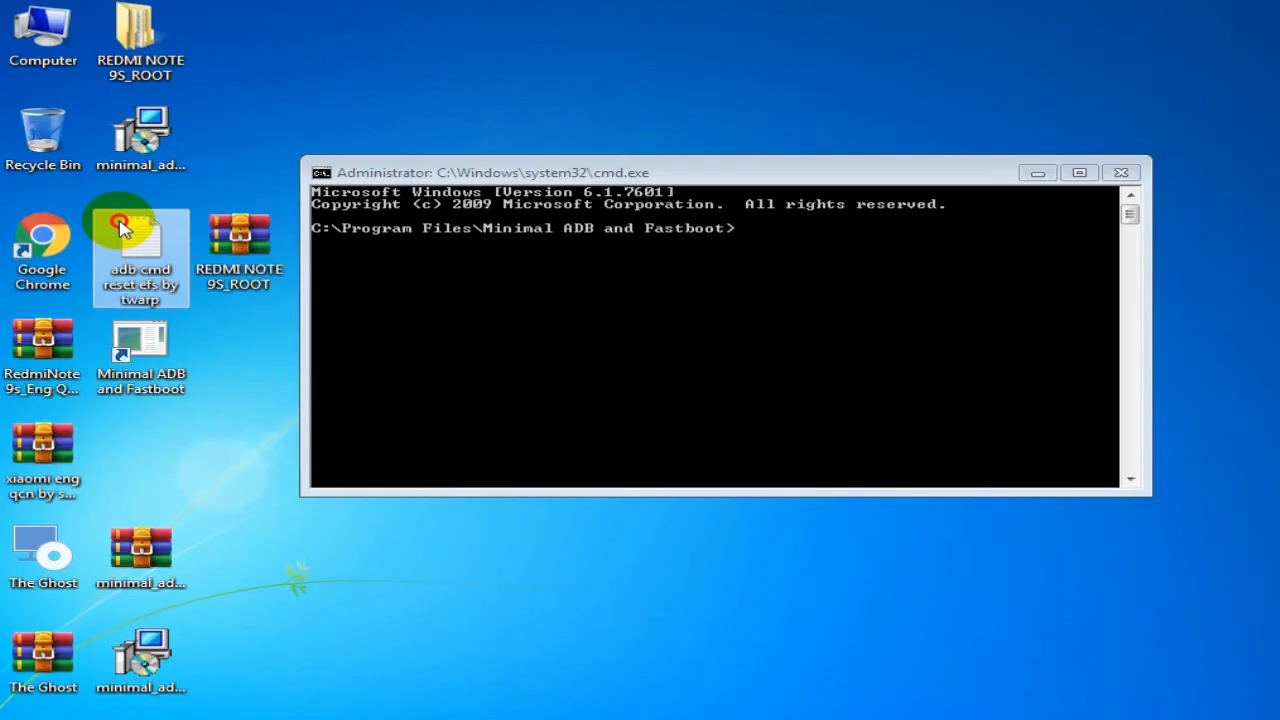 Computer
REDMI NOTE
9S_ROOT
Recycle Bin
minimal_ad...
Google
Chrome
adb cmd
reset efs by
twarp
REDMI NOTE
9S_ROOT
RedmiNote
9s_Eng Q...
Minimal ADB
and Fastboot
xiaomi eng
qcn by s...
The Ghost
minimal_ad...
The Ghost
minimal_ad...
Administrator: C:\Windows\system32\cmd.exe
Microsoft Windows [Version 6.1.7601]
Copyright (c) 2009 Microsoft Corporation.  All rights reserved.
C:\Program Files\Minimal ADB and Fastboot>